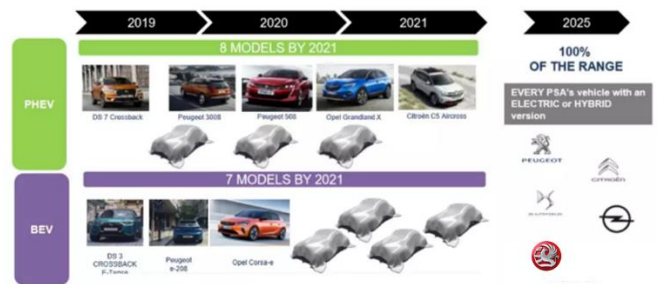 2019 2020 2021 2025
8 MODELS BY 2021
100%
OF THE RANGE
PHEV
DS 7 Crossback Peugeot 3008 Peugeot 508 Opel Grandland X Citroën C5 Aircross
EVERY PSA's vehicle with an
ELECTRIC or HYBRID
version
PEUGEOT
CITROËN
7 MODELS BY 2021
BEV
DS 3
CROSSBACK
E-Tense
Peugeot
e-208
Opel Corsa-e